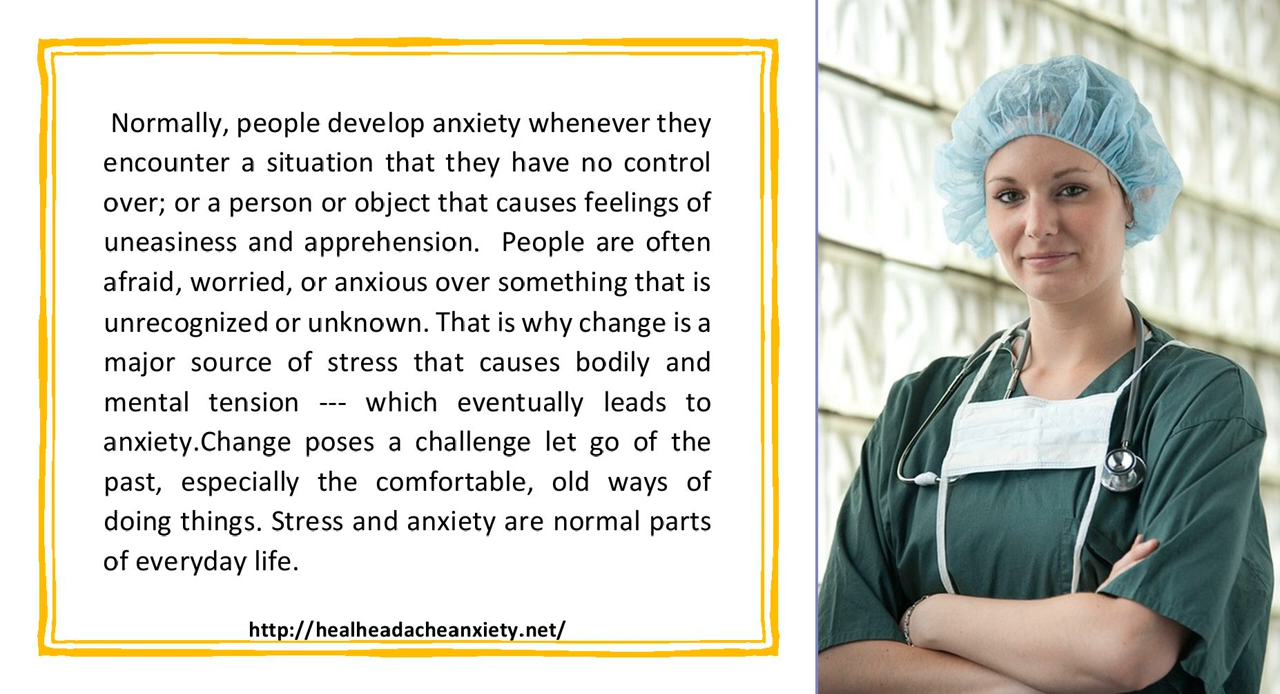 Normally, people develop anxiety whenever they
encounter a situation that they have no control
over; or a person or object that causes feelings of
uneasiness and apprehension.  People are often
afraid, worried, or anxious over something that is
unrecognized or unknown. That is why change is a
major source of stress that causes bodily and
mental tension --- which eventually leads to
anxiety.Change poses a challenge let go of the
past, especially the comfortable, old ways of
doing things. Stress and anxiety are normal parts
of everyday life.
http://healheadacheanxiety.net/